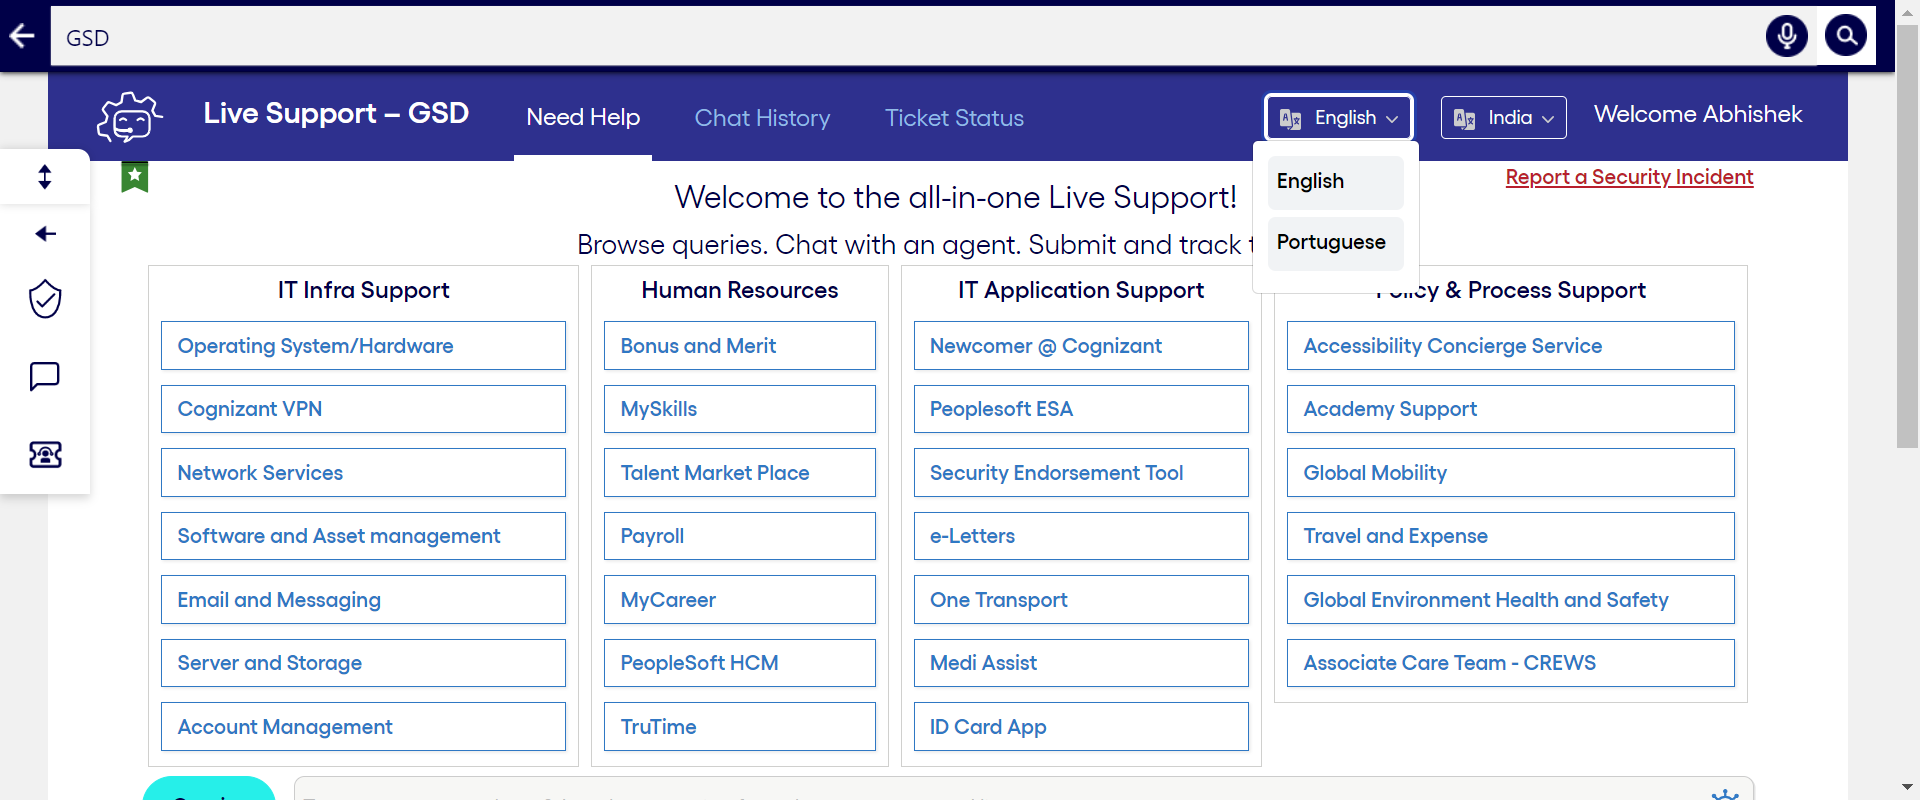 GSD
Live Support – GSD
Need Help
Chat History
Ticket Status
English
India
Welcome Abhishek
English
Portuguese
Report a Security Incident
Welcome to the all-in-one Live Support!
Browse queries. Chat with an agent. Submit and track
IT Infra Support
Operating System/Hardware
Cognizant VPN
Network Services
Software and Asset management
Email and Messaging
Server and Storage
Account Management
Human Resources
Bonus and Merit
MySkills
Talent Market Place
Payroll
MyCareer
PeopleSoft HCM
TruTime
IT Application Support
Newcomer @ Cognizant
Peoplesoft ESA
Security Endorsement Tool
e-Letters
One Transport
Medi Assist
ID Card App
Policy & Process Support
Accessibility Concierge Service
Academy Support
Global Mobility
Travel and Expense
Global Environment Health and Safety
Associate Care Team - CREWS